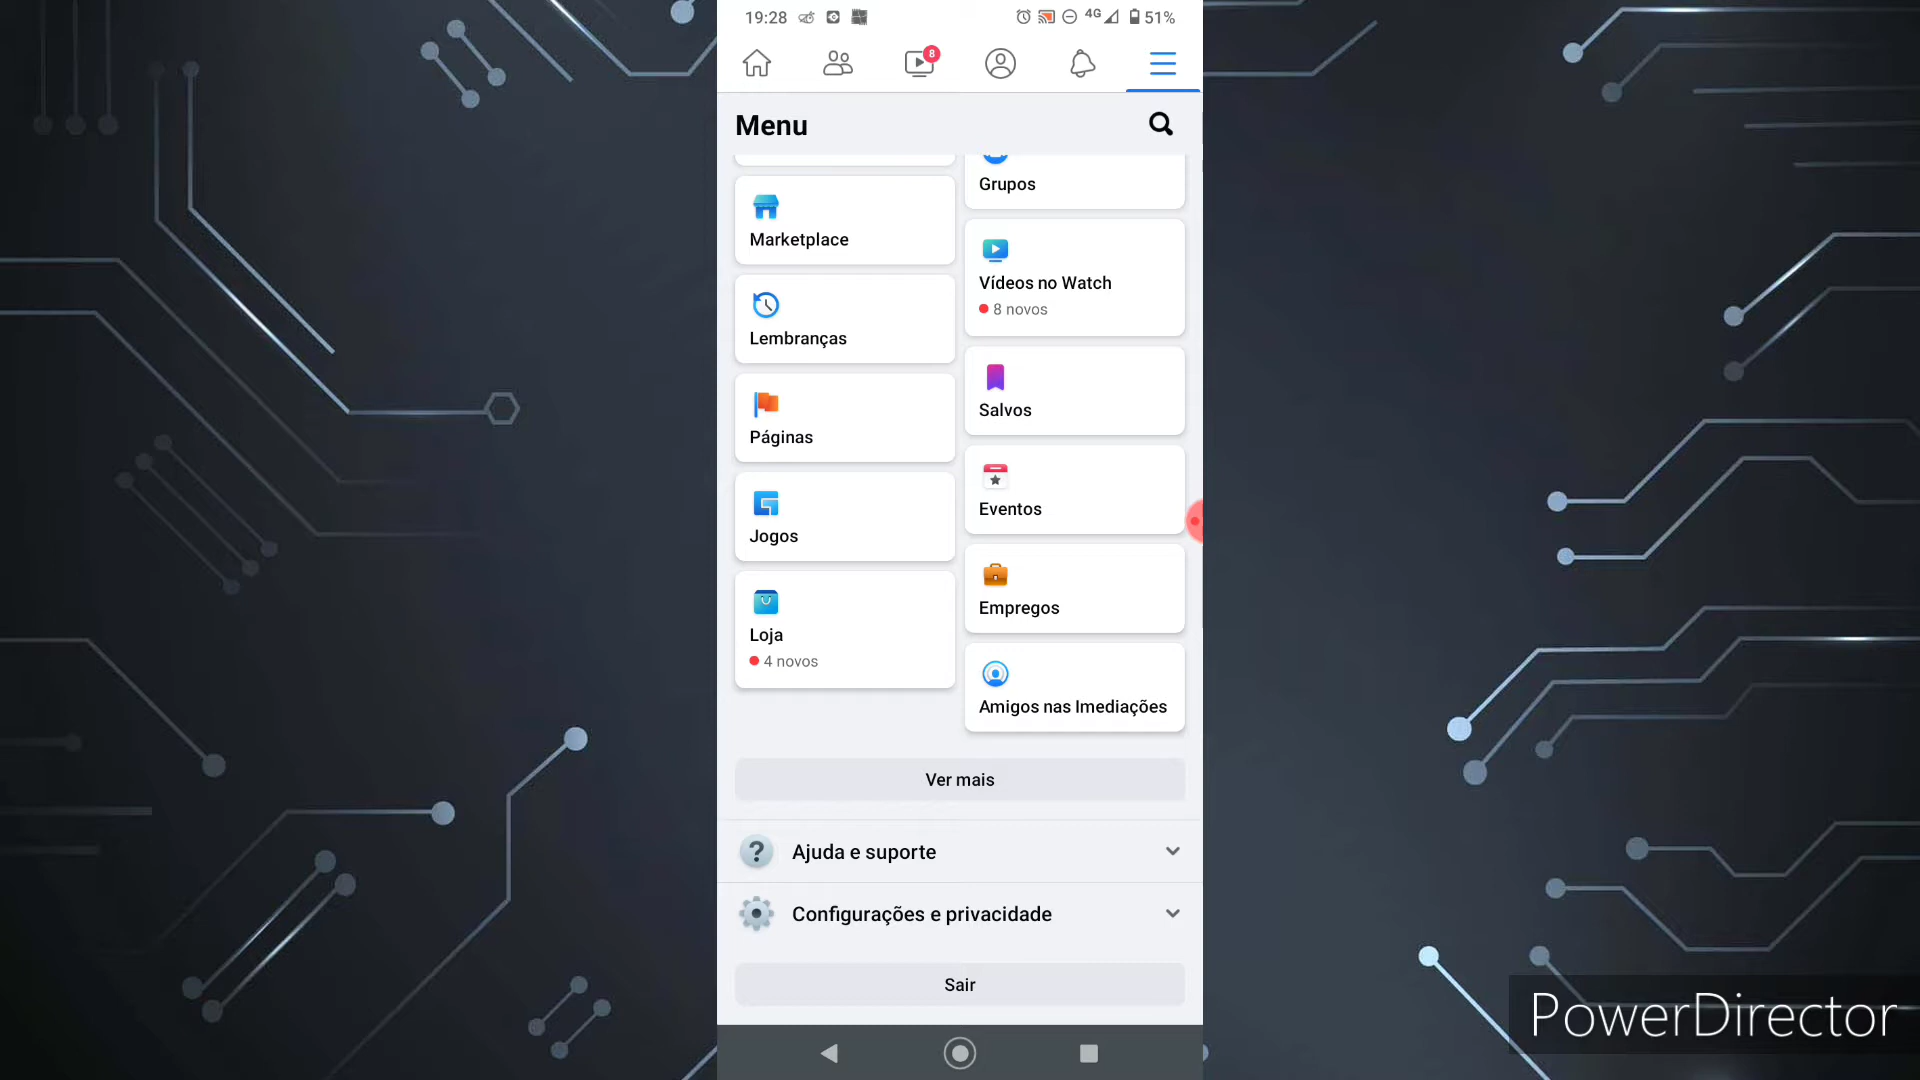 19:28
4G
51%
8
Menu
Grupos
Marketplace
Vídeos no Watch
8 novos
Lembranças
Salvos
Páginas
Eventos
Jogos
Empregos
Loja
4 novos
Amigos nas Imediações
Ver mais
Ajuda e suporte
Configurações e privacidade
Sair
PowerDirector